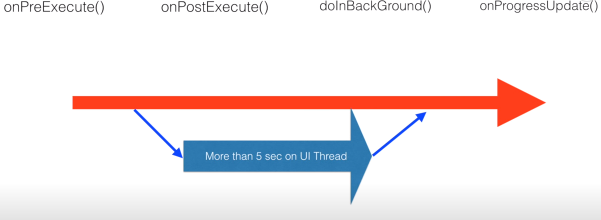 onPreExecute() onPostExecute() doInBackGround() onProgressUpdate()
More than 5 sec on UI Thread